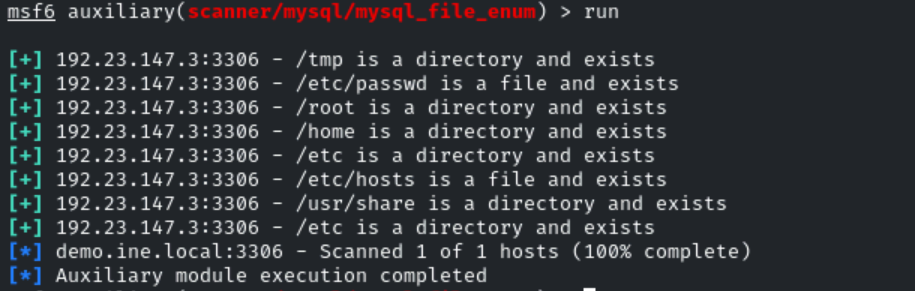 msf6 auxiliary(scanner/mysql/mysql_file_enum) > run
[+] 192.23.147.3:3306 - /tmp is a directory and exists
[+] 192.23.147.3:3306 - /etc/passwd is a file and exists
[+] 192.23.147.3:3306 - /root is a directory and exists
[+] 192.23.147.3:3306 - /home is a directory and exists
[+] 192.23.147.3:3306 - /etc is a directory and exists
[+] 192.23.147.3:3306 - /etc/hosts is a file and exists
[+] 192.23.147.3:3306 - /usr/share is a directory and exists
[+] 192.23.147.3:3306 - /etc is a directory and exists
[*] demo.ine.local:3306 - Scanned 1 of 1 hosts (100% complete)
[*] Auxiliary module execution completed